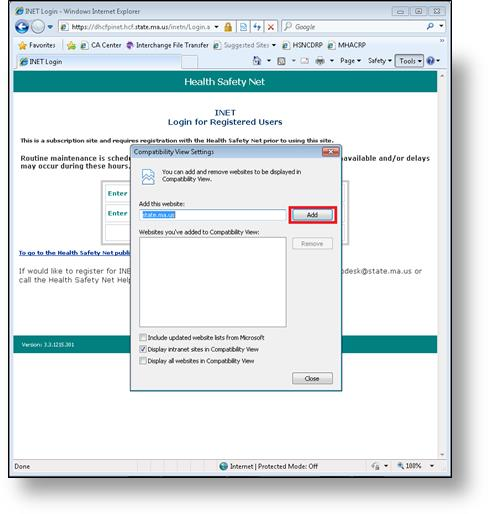 INET Login - Windows Internet Explorer
https://dhcfpinet.hcf.state.ma.us/inetn/Login.a
Google
Favorites CA Center Interchange File Transfer Suggested Sites HSNCDRP MHACRP
INET Login
Page Safety Tools
Health Safety Net
INET
Login for Registered Users
This is a subscription site and requires registration with the Health Safety Net prior to using this site.
Routine maintenance is sched available and/or delays
may occur during these hours.
Enter
Enter
To go to the Health Safety Net publi
If would like to register for INE pdesk@state.ma.us or
call the Health Safety Net Help
Version: 3.3.1215.301
Compatibility View Settings
You can add and remove websites to be displayed in
Compatibility View.
Add this website:
state.ma.us
Add
Websites you've added to Compatibility View:
Remove
Include updated website lists from Microsoft
Display intranet sites in Compatibility View
Display all websites in Compatibility View
Close
Done
Internet | Protected Mode: Off
100%